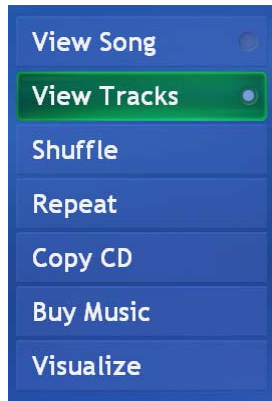 View Song
View Tracks
Shuffle
Repeat
Copy CD
Buy Music
Visualize